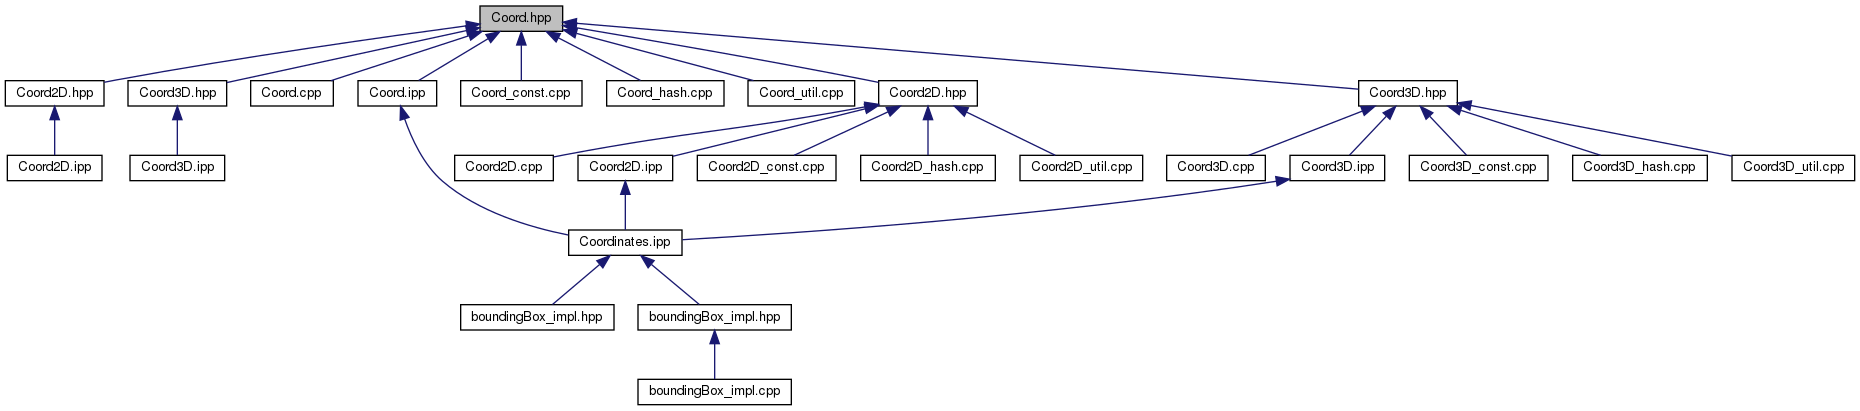 Coord.hpp
Coord2D.hpp
Coord3D.hpp
Coord.cpp
Coord.ipp
Coord_const.cpp
Coord_hash.cpp
Coord_util.cpp
Coord2D.hpp
Coord3D.hpp
Coord2D.ipp
Coord3D.ipp
Coord2D.cpp
Coord2D.ipp
Coord2D_const.cpp
Coord2D_hash.cpp
Coord2D_util.cpp
Coord3D.cpp
Coord3D.ipp
Coord3D_const.cpp
Coord3D_hash.cpp
Coord3D_util.cpp
Coordinates.ipp
boundingBox_impl.hpp
boundingBox_impl.hpp
boundingBox_impl.cpp